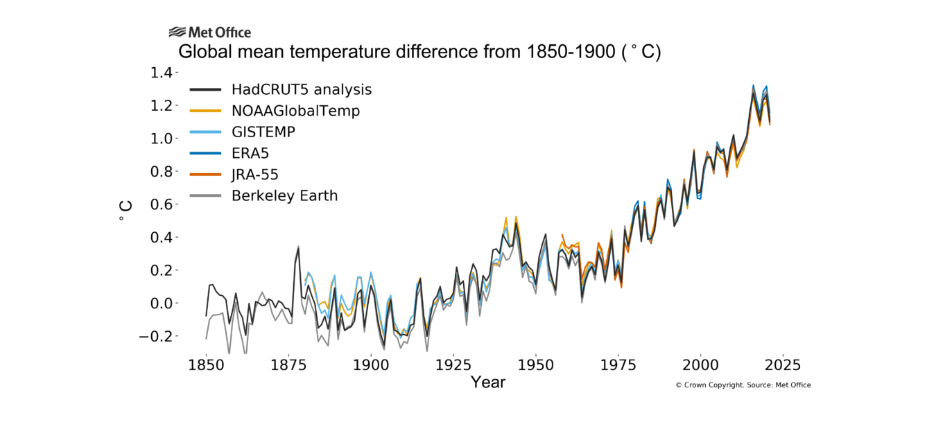 Met Office
Global mean temperature difference from 1850-1900 (°C)
1.4
1.2
1.0
0.8
0.6
0.4
0.2
0.0
−0.2
°C
HadCRUT5 analysis
NOAAGlobalTemp
GISTEMP
ERA5
JRA-55
Berkeley Earth
1850 1875 1900 1925 1950 1975 2000 2025
Year
© Crown Copyright. Source: Met Office